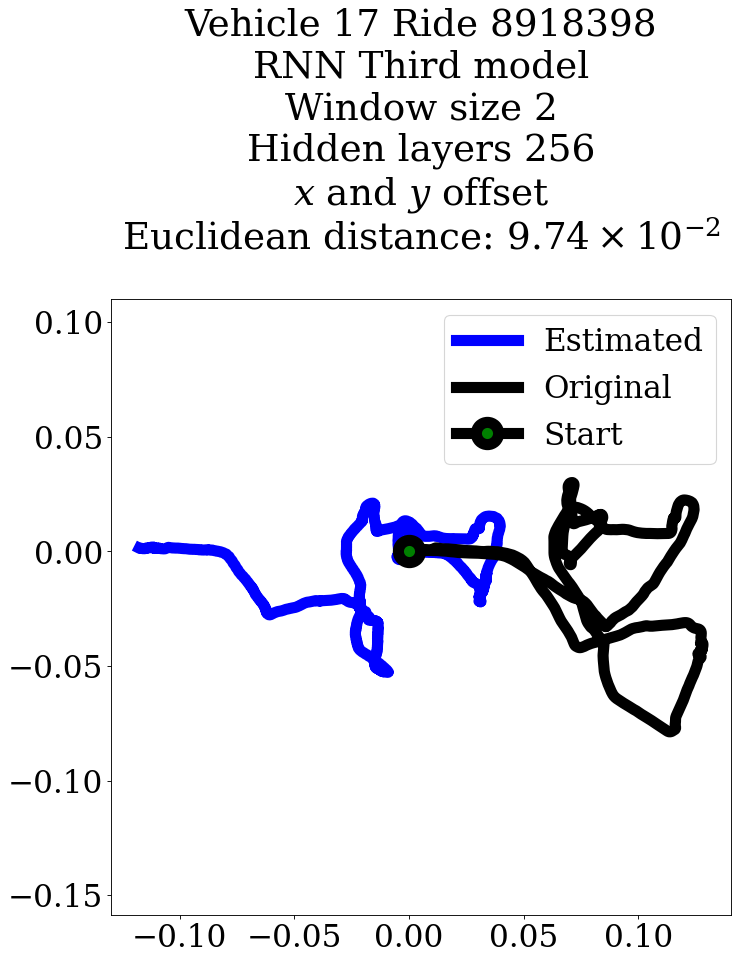 Vehicle 17 Ride 8918398
RNN Third model
Window size 2
Hidden layers 256
x and y offset
Euclidean distance: 9.74 × 10⁻²
Estimated
Original
Start
0.10
0.05
0.00
−0.05
−0.10
−0.15
−0.10 −0.05 0.00 0.05 0.10